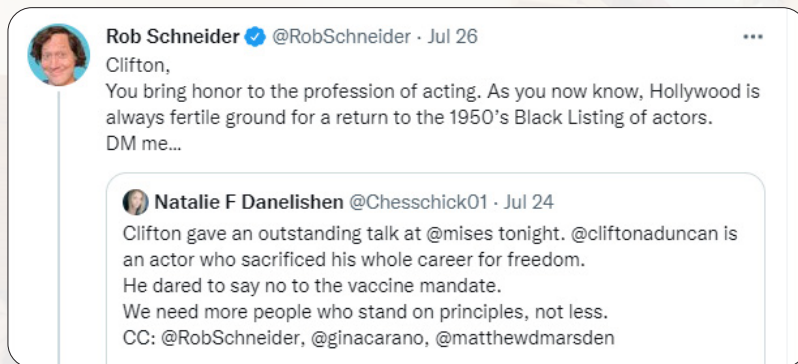 Rob Schneider @RobSchneider · Jul 26
Clifton,
You bring honor to the profession of acting. As you now know, Hollywood is
always fertile ground for a return to the 1950's Black Listing of actors.
DM me...
Natalie F Danelishen @Chesschick01 · Jul 24
Clifton gave an outstanding talk at @mises tonight. @cliftonaduncan is
an actor who sacrificed his whole career for freedom.
He dared to say no to the vaccine mandate.
We need more people who stand on principles, not less.
CC: @RobSchneider, @ginacarano, @matthewdmarsden